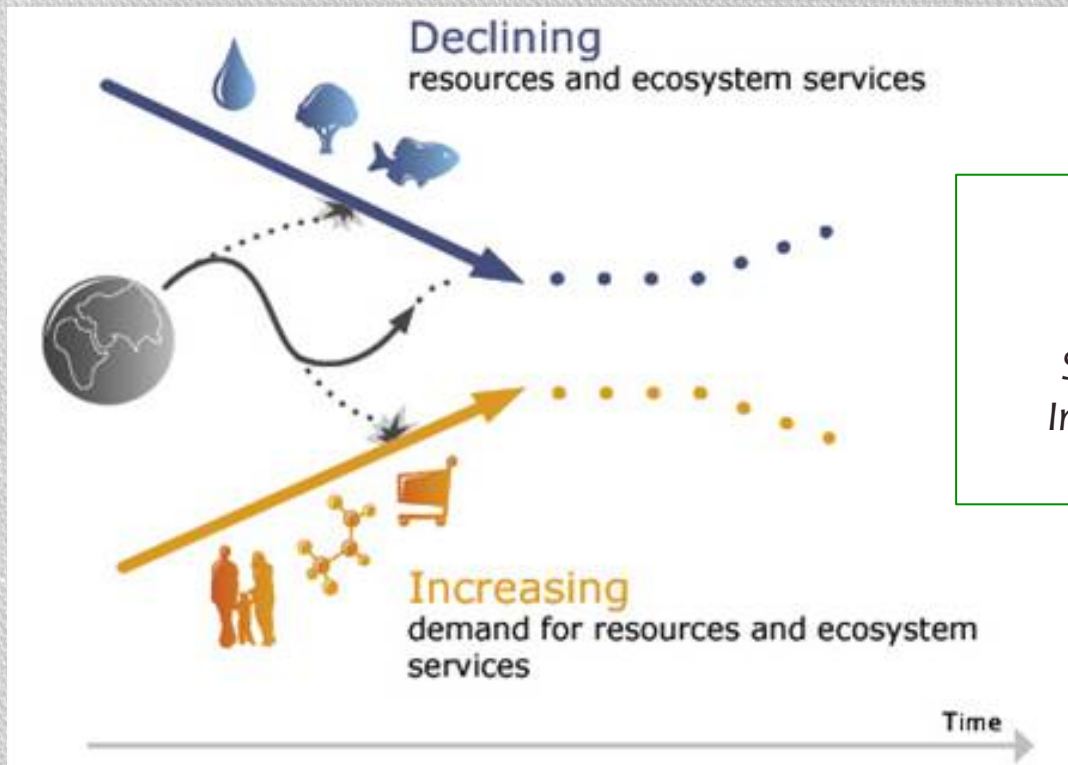 Declining
resources and ecosystem services
Increasing
demand for resources and ecosystem
services
Time